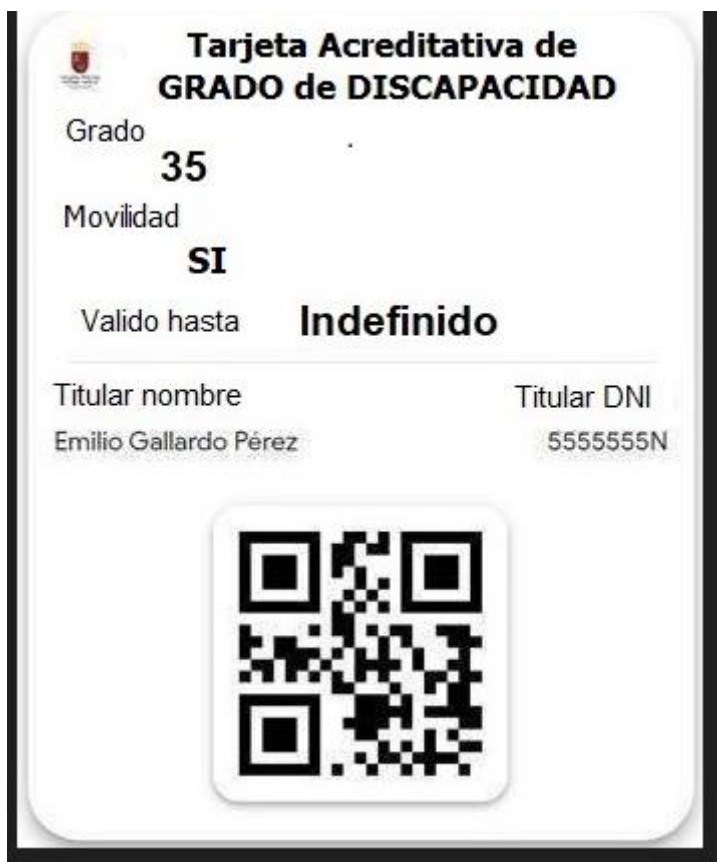 Tarjeta Acreditativa de
GRADO de DISCAPACIDAD
Grado
35
Movilidad
SI
Valido hasta Indefinido
Titular nombre Titular DNI
Emilio Gallardo Pérez 5555555N